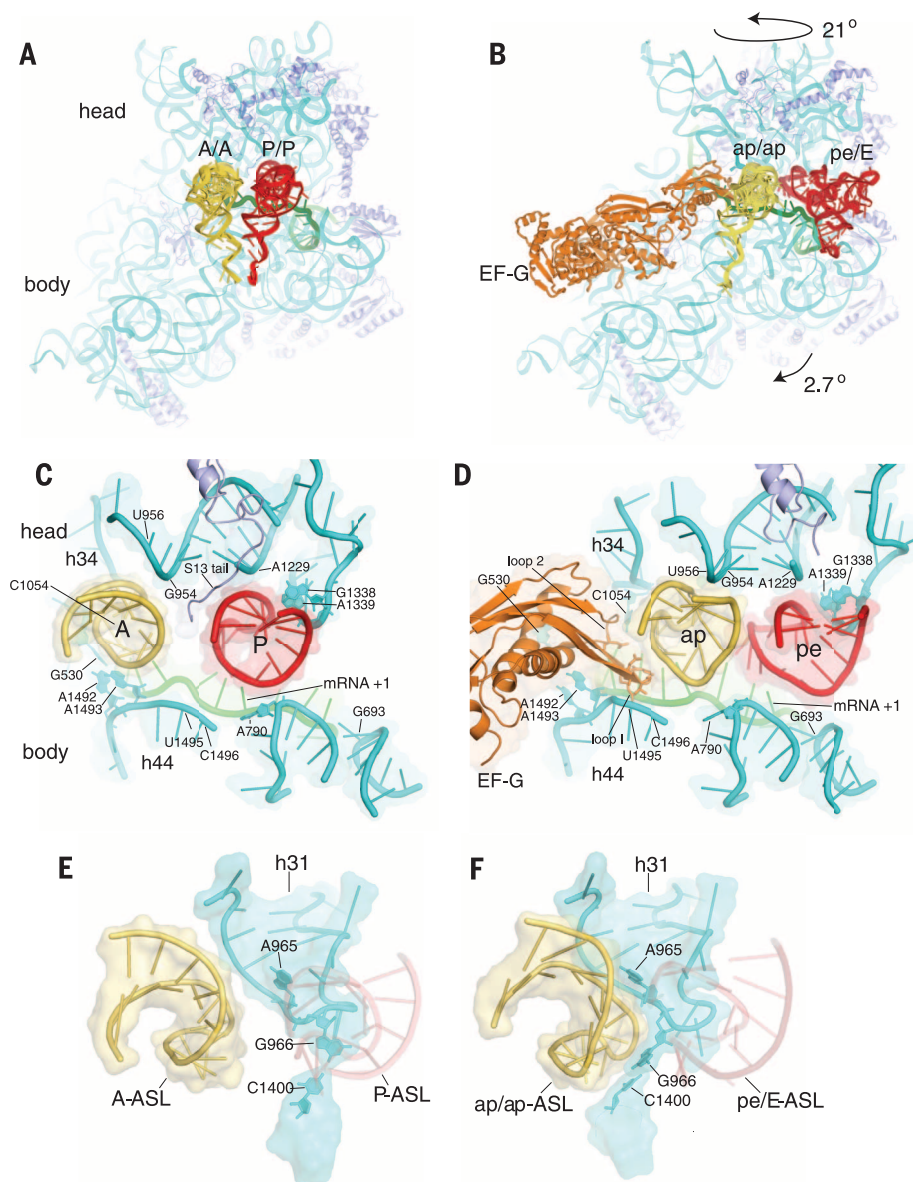 A
head
A/A
P/P
body
B
21°
ap/ap
pe/E
EF-G
2.7°
C
head
U956
h34
S13 tail
A1229
C1054
G954
G1338
A1339
A
P
G530
A1492
A1493
mRNA +1
G693
U1495
A790
body
h44
C1496
D
h34
loop 2
U956
G954
A1229
A1339
G1338
G530
C1054
ap
pe
A1492
A1493
mRNA +1
G693
C1496
A790
loop I
U1495
h44
EF-G
E
h31
A965
G966
C1400
A-ASL
P-ASL
F
h31
A965
G966
C1400
ap/ap-ASL
pe/E-ASL